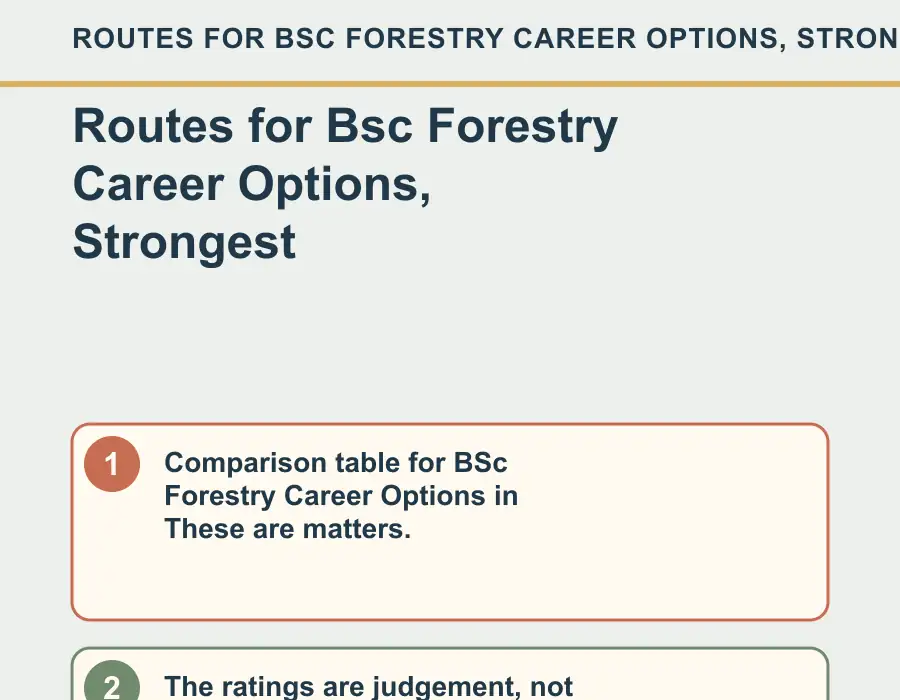 ROUTES FOR BSC FORESTRY CAREER OPTIONS, STRON
Routes for Bsc Forestry
Career Options,
Strongest
1
Comparison table for BSc
Forestry Career Options in
These are matters.
2
The ratings are judgement, not